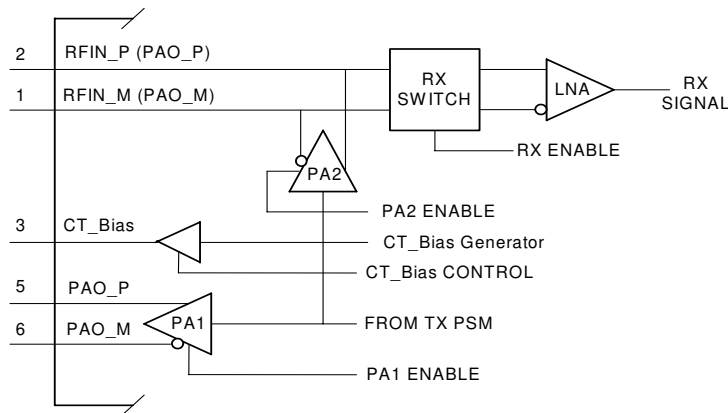 2 RFIN_P (PAO_P)
1 RFIN_M (PAO_M)
RX
SWITCH
LNA
RX
SIGNAL
RX ENABLE
PA2
PA2 ENABLE
3 CT_Bias
CT_Bias Generator
CT_Bias CONTROL
5 PAO_P
6 PAO_M
PA1
FROM TX PSM
PA1 ENABLE